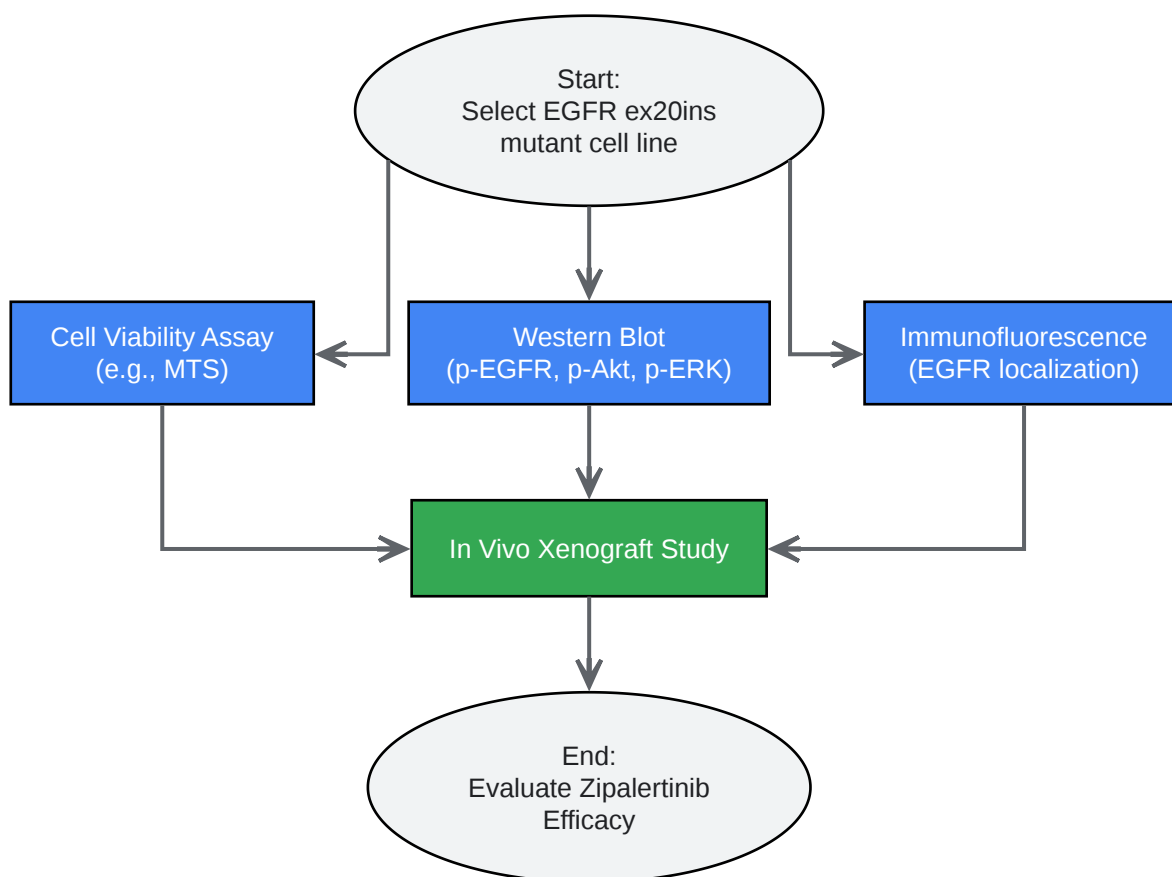 Start:
Select EGFR ex20ins
mutant cell line
Cell Viability Assay
(e.g., MTS)
Western Blot
(p-EGFR, p-Akt, p-ERK)
Immunofluorescence
(EGFR localization)
In Vivo Xenograft Study
End:
Evaluate Zipalertinib
Efficacy